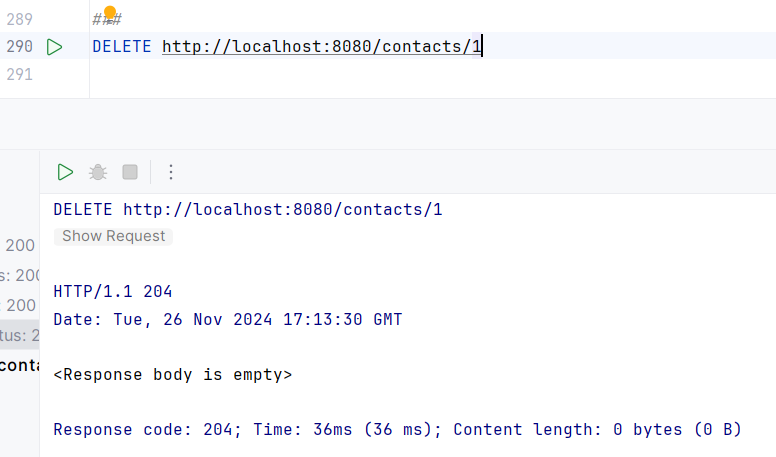 289 ###
290 DELETE http://localhost:8080/contacts/1
291
DELETE http://localhost:8080/contacts/1
Show Request
200
s: 200
HTTP/1.1 204
: 200
Date: Tue, 26 Nov 2024 17:13:30 GMT
tus: 2
conta
<Response body is empty>
Response code: 204; Time: 36ms (36 ms); Content length: 0 bytes (0 B)